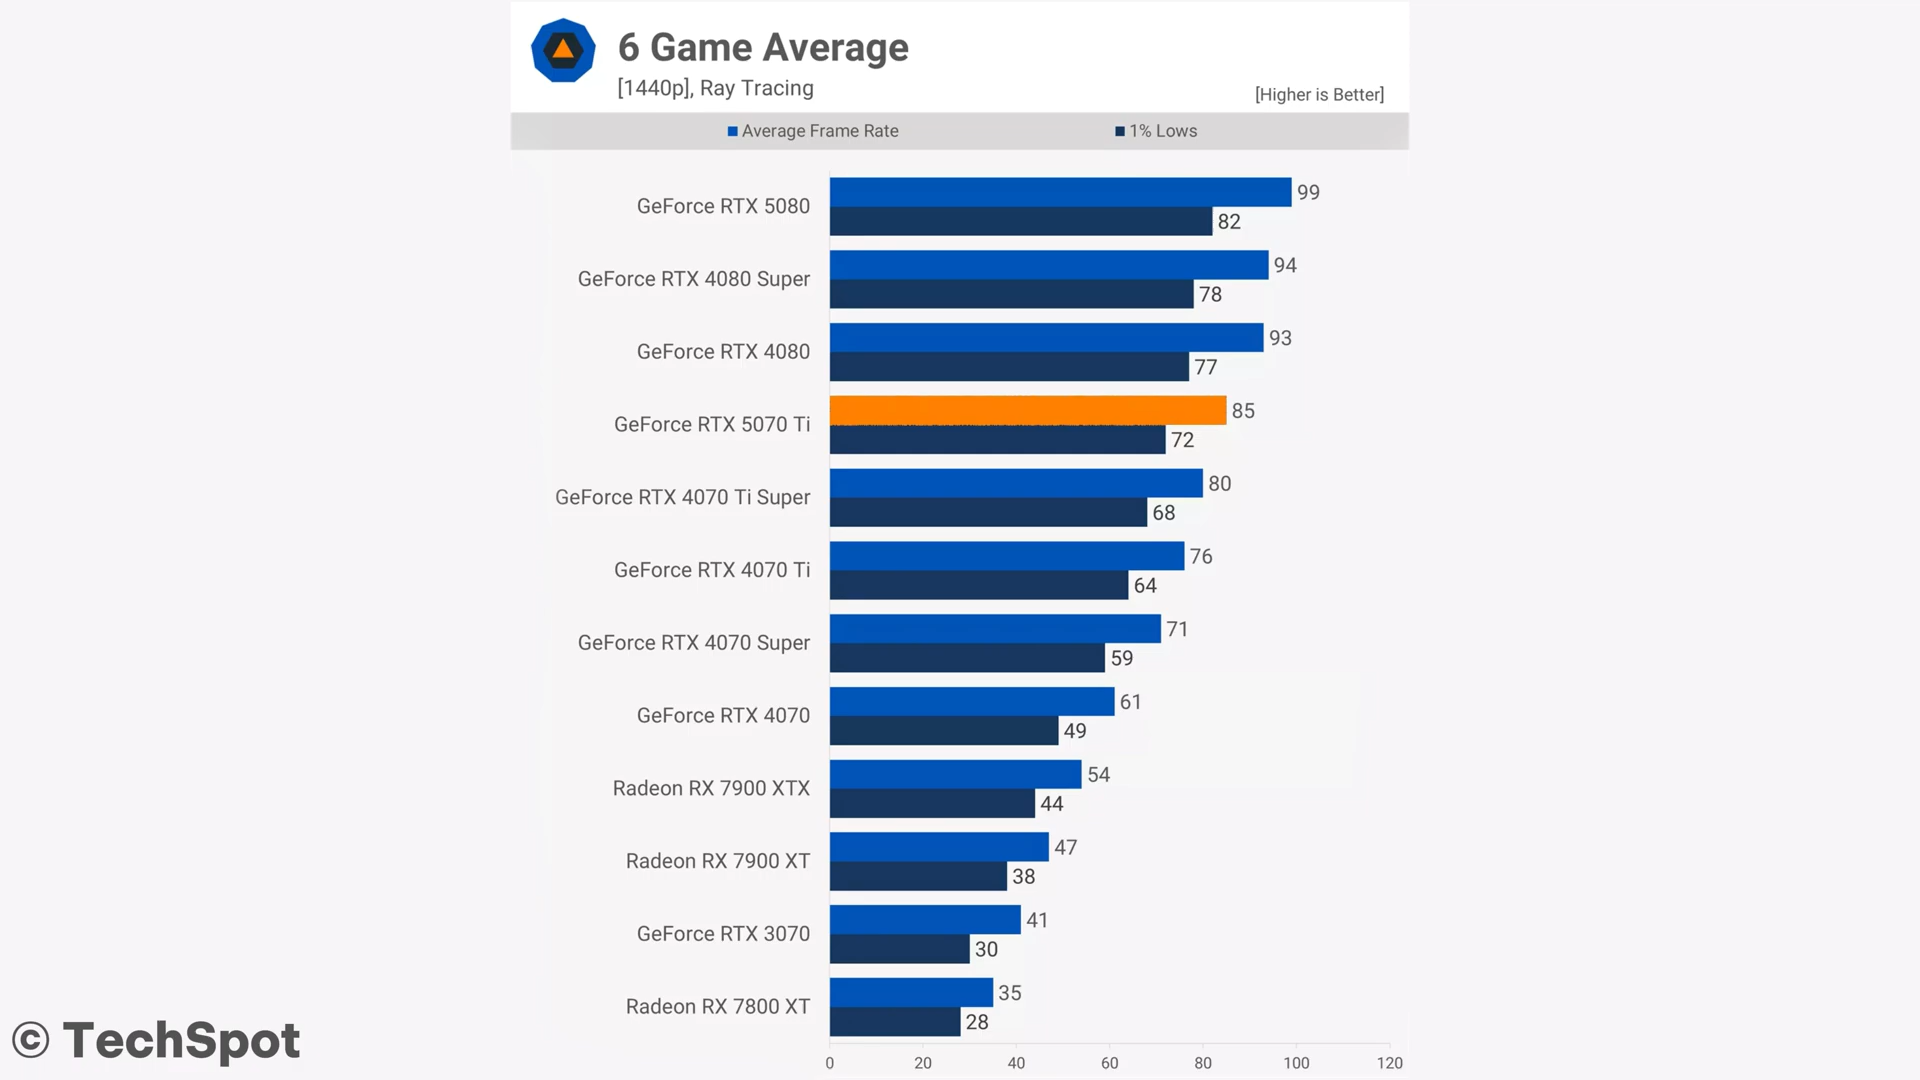 6 Game Average
[1440p], Ray Tracing
[Higher is Better]
Average Frame Rate
1% Lows
GeForce RTX 5080
99
82
GeForce RTX 4080 Super
94
78
GeForce RTX 4080
93
77
GeForce RTX 5070 Ti
85
72
GeForce RTX 4070 Ti Super
80
68
GeForce RTX 4070 Ti
76
64
GeForce RTX 4070 Super
71
59
GeForce RTX 4070
61
49
Radeon RX 7900 XTX
54
44
Radeon RX 7900 XT
47
38
GeForce RTX 3070
41
30
Radeon RX 7800 XT
35
28
0 20 40 60 80 100 120
© TechSpot